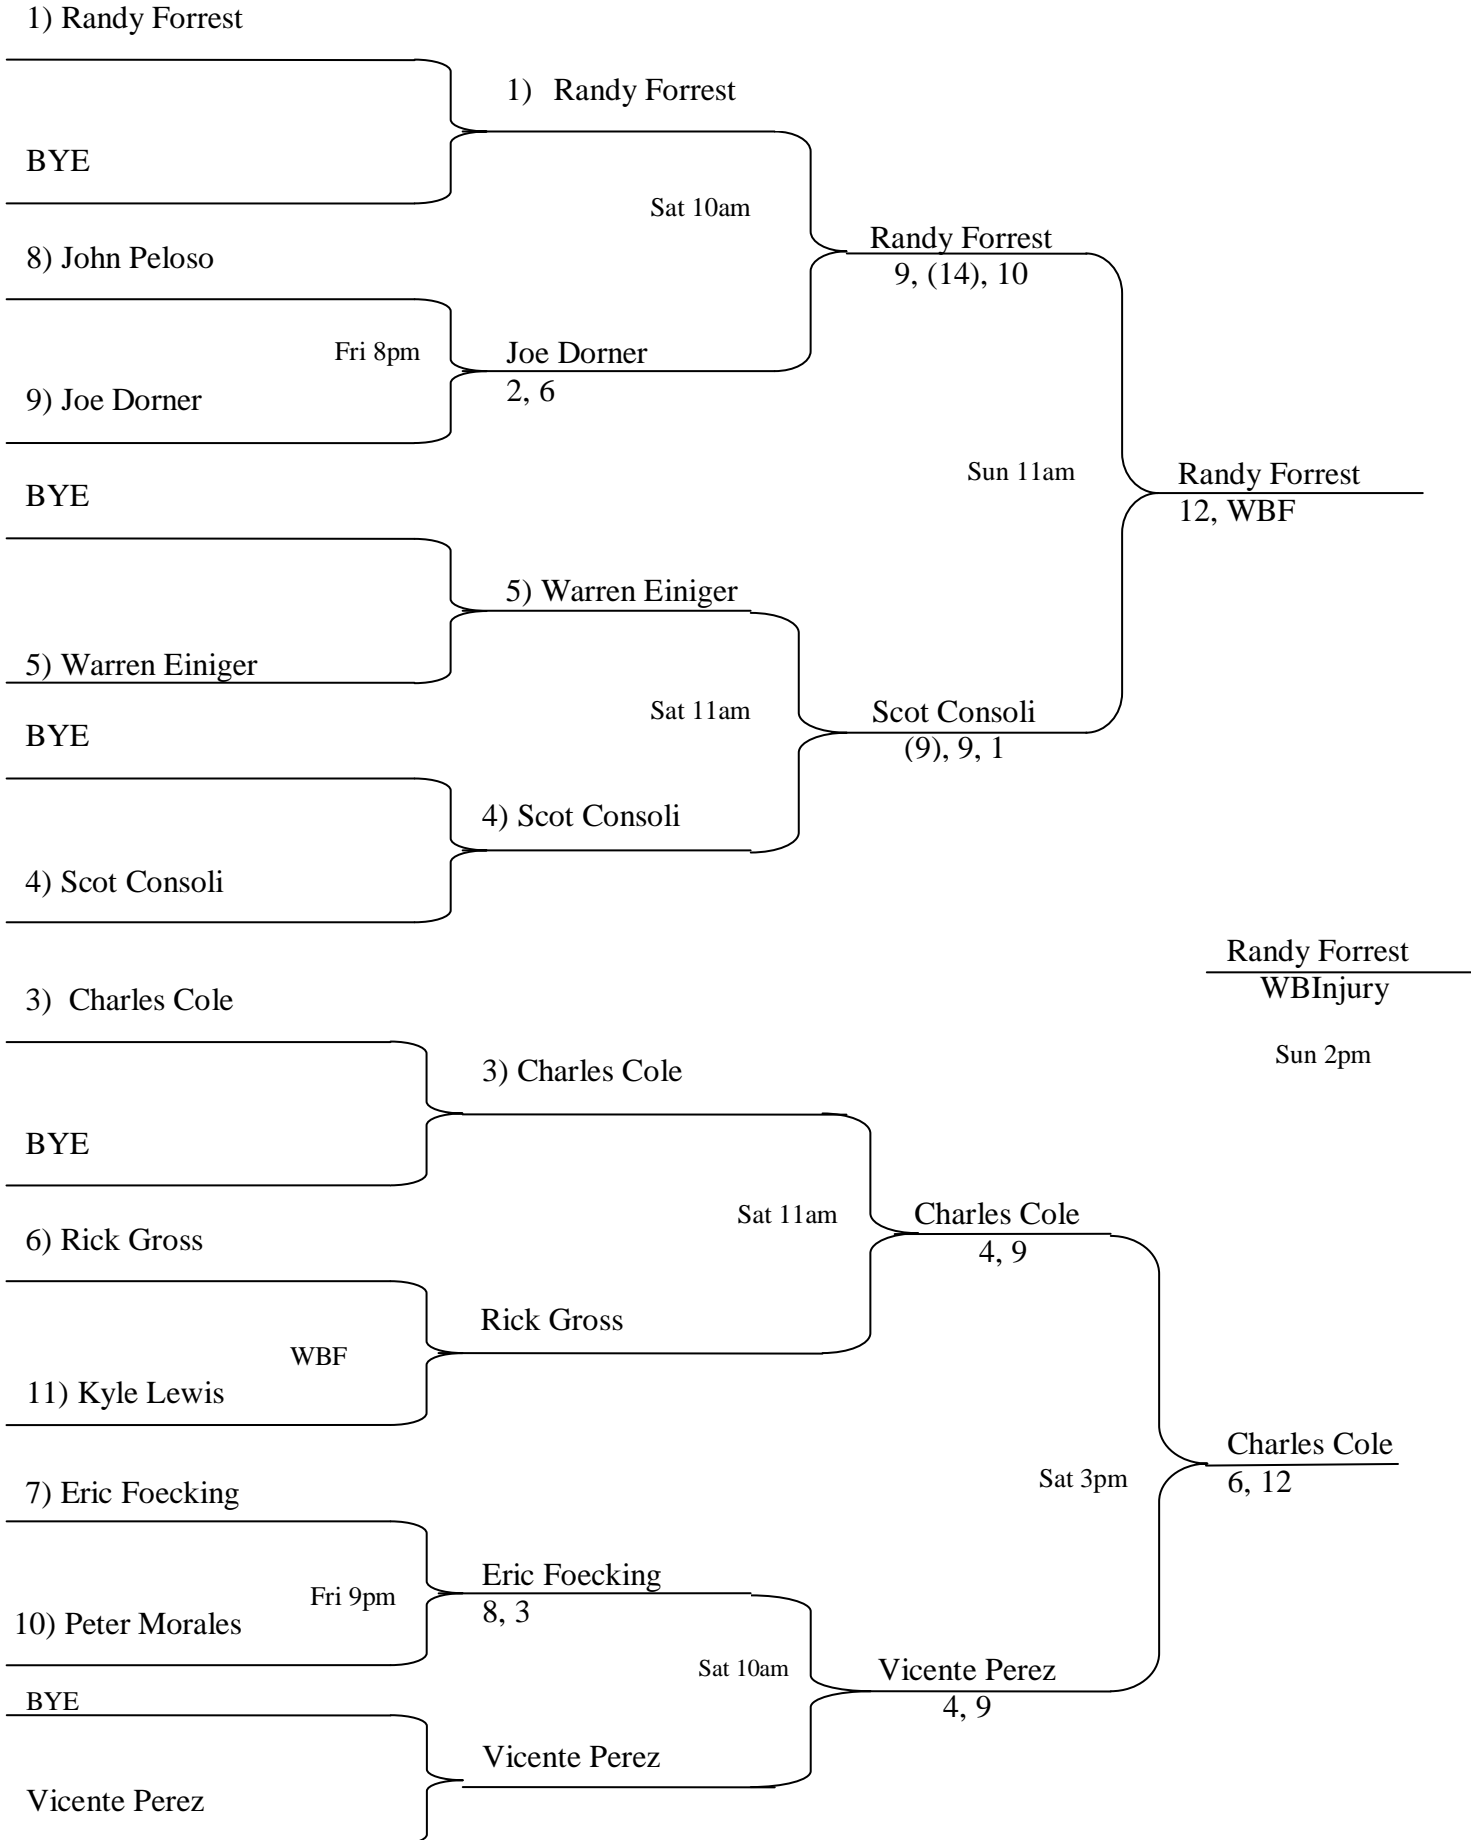 1) Randy Forrest
1) Randy Forrest
BYE
Sat 10am
Randy Forrest
9, (14), 10
8) John Peloso
Fri 8pm
Joe Dorner
2, 6
9) Joe Dorner
Sun 11am
Randy Forrest
12, WBF
BYE
5) Warren Einiger
5) Warren Einiger
Sat 11am
Scot Consoli
(9), 9, 1
BYE
4) Scot Consoli
4) Scot Consoli
Randy Forrest
WBInjury
Sun 2pm
3) Charles Cole
3) Charles Cole
BYE
Sat 11am
Charles Cole
4, 9
6) Rick Gross
Rick Gross
WBF
11) Kyle Lewis
Charles Cole
6, 12
Sat 3pm
7) Eric Foecking
Eric Foecking
8, 3
Fri 9pm
10) Peter Morales
Sat 10am
Vicente Perez
4, 9
BYE
Vicente Perez
Vicente Perez